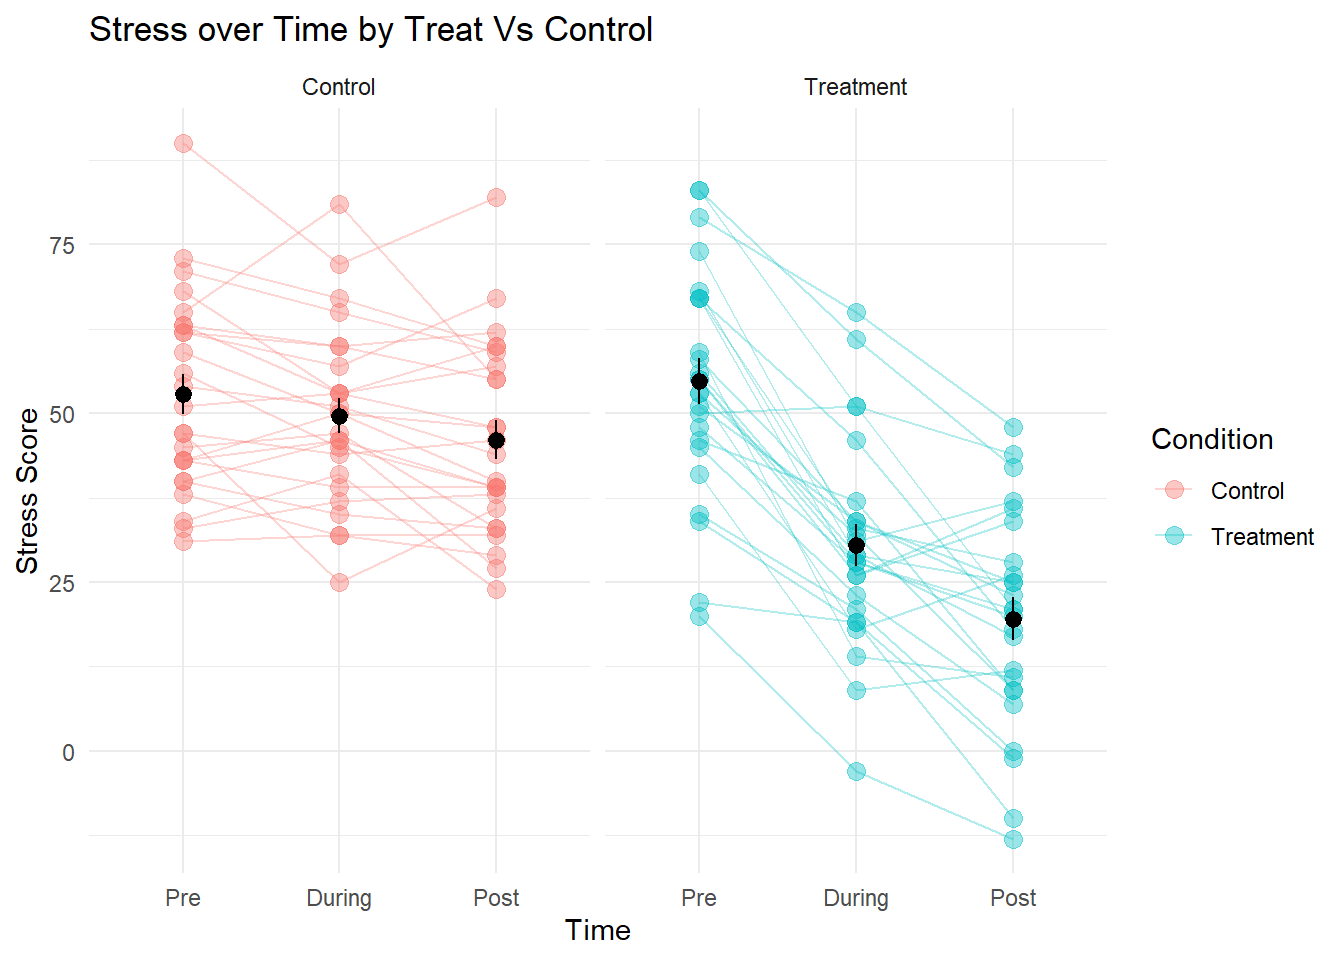 Stress over Time by Treat Vs Control
Control
Treatment
75
50
25
0
Stress Score
Pre
During
Post
Pre
During
Post
Time
Condition
Control
Treatment